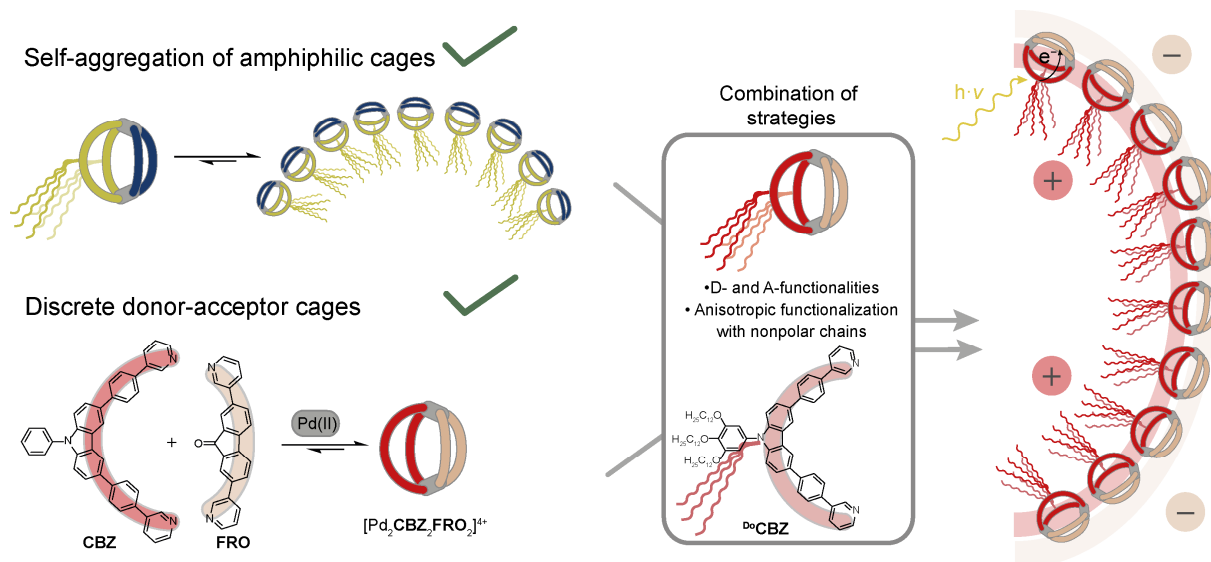 Self-aggregation of amphiphilic cages
Discrete donor-acceptor cages
N
N
N
CBZ
+
O
N
N
FRO
Pd(II)
[Pd₂CBZ₂FRO₂]⁴⁺
Combination of
strategies
•D- and A-functionalities
• Anisotropic functionalization
with nonpolar chains
H₂₅C₁₂O
H₂₅C₁₂O
H₂₅C₁₂O
N
N
N
ᴰᵒCBZ
h·ν
e⁻
−
+
+
−